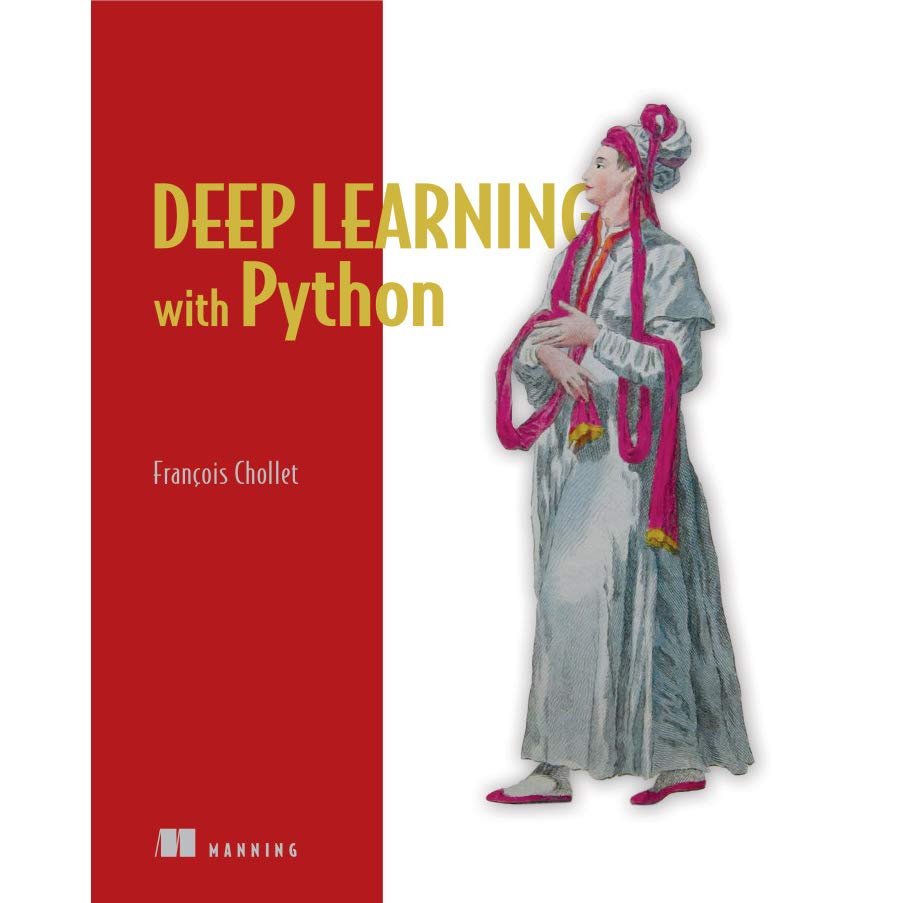 DEEP LEARNING
with Python
François Chollet
MANNING